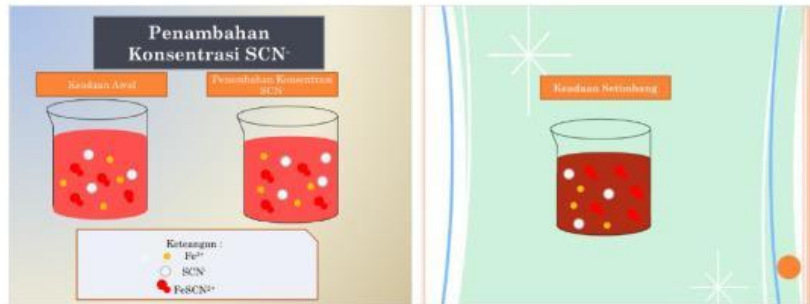 Penambahan
Konsentrasi SCN-
Keadaan Awal
Penambahan Konsentrasi
SCN-
Keterangan :
Fe³⁺
SCN-
FeSCN²⁺
Keadaan Setimbang